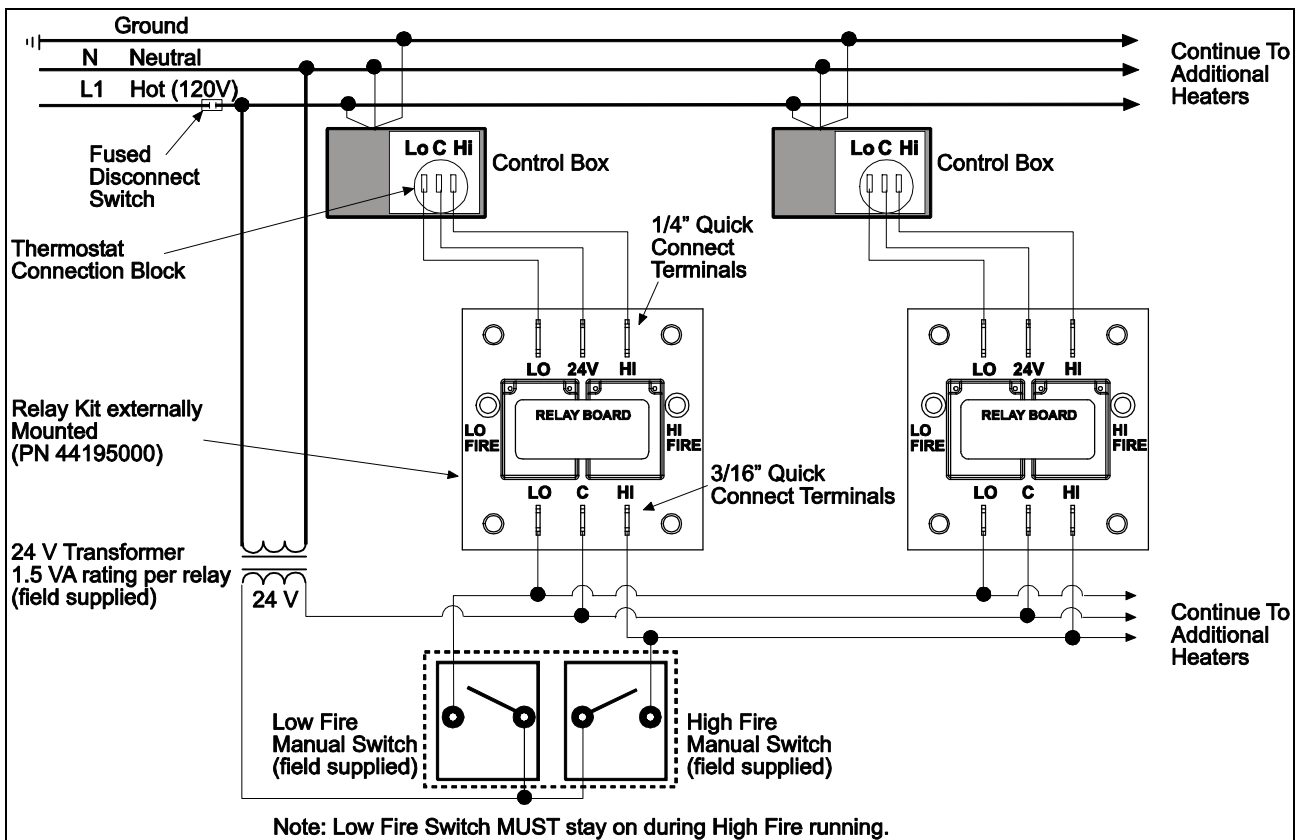 Ground
N Neutral
L1 Hot (120V)
Continue To
Additional
Heaters
Fused
Disconnect
Switch
Lo C Hi
Control Box
Lo C Hi
Control Box
Thermostat
Connection Block
1/4” Quick
Connect
Terminals
LO 24V HI
RELAY BOARD
LO
FIRE
HI
FIRE
LO C HI
LO 24V HI
RELAY BOARD
LO
FIRE
HI
FIRE
LO C HI
Relay Kit externally
Mounted
(PN 44195000)
3/16” Quick
Connect Terminals
24 V Transformer
1.5 VA rating per relay
(field supplied)
24 V
Continue To
Additional
Heaters
Low Fire
Manual Switch
(field supplied)
High Fire
Manual Switch
(field supplied)
Note: Low Fire Switch MUST stay on during High Fire running.